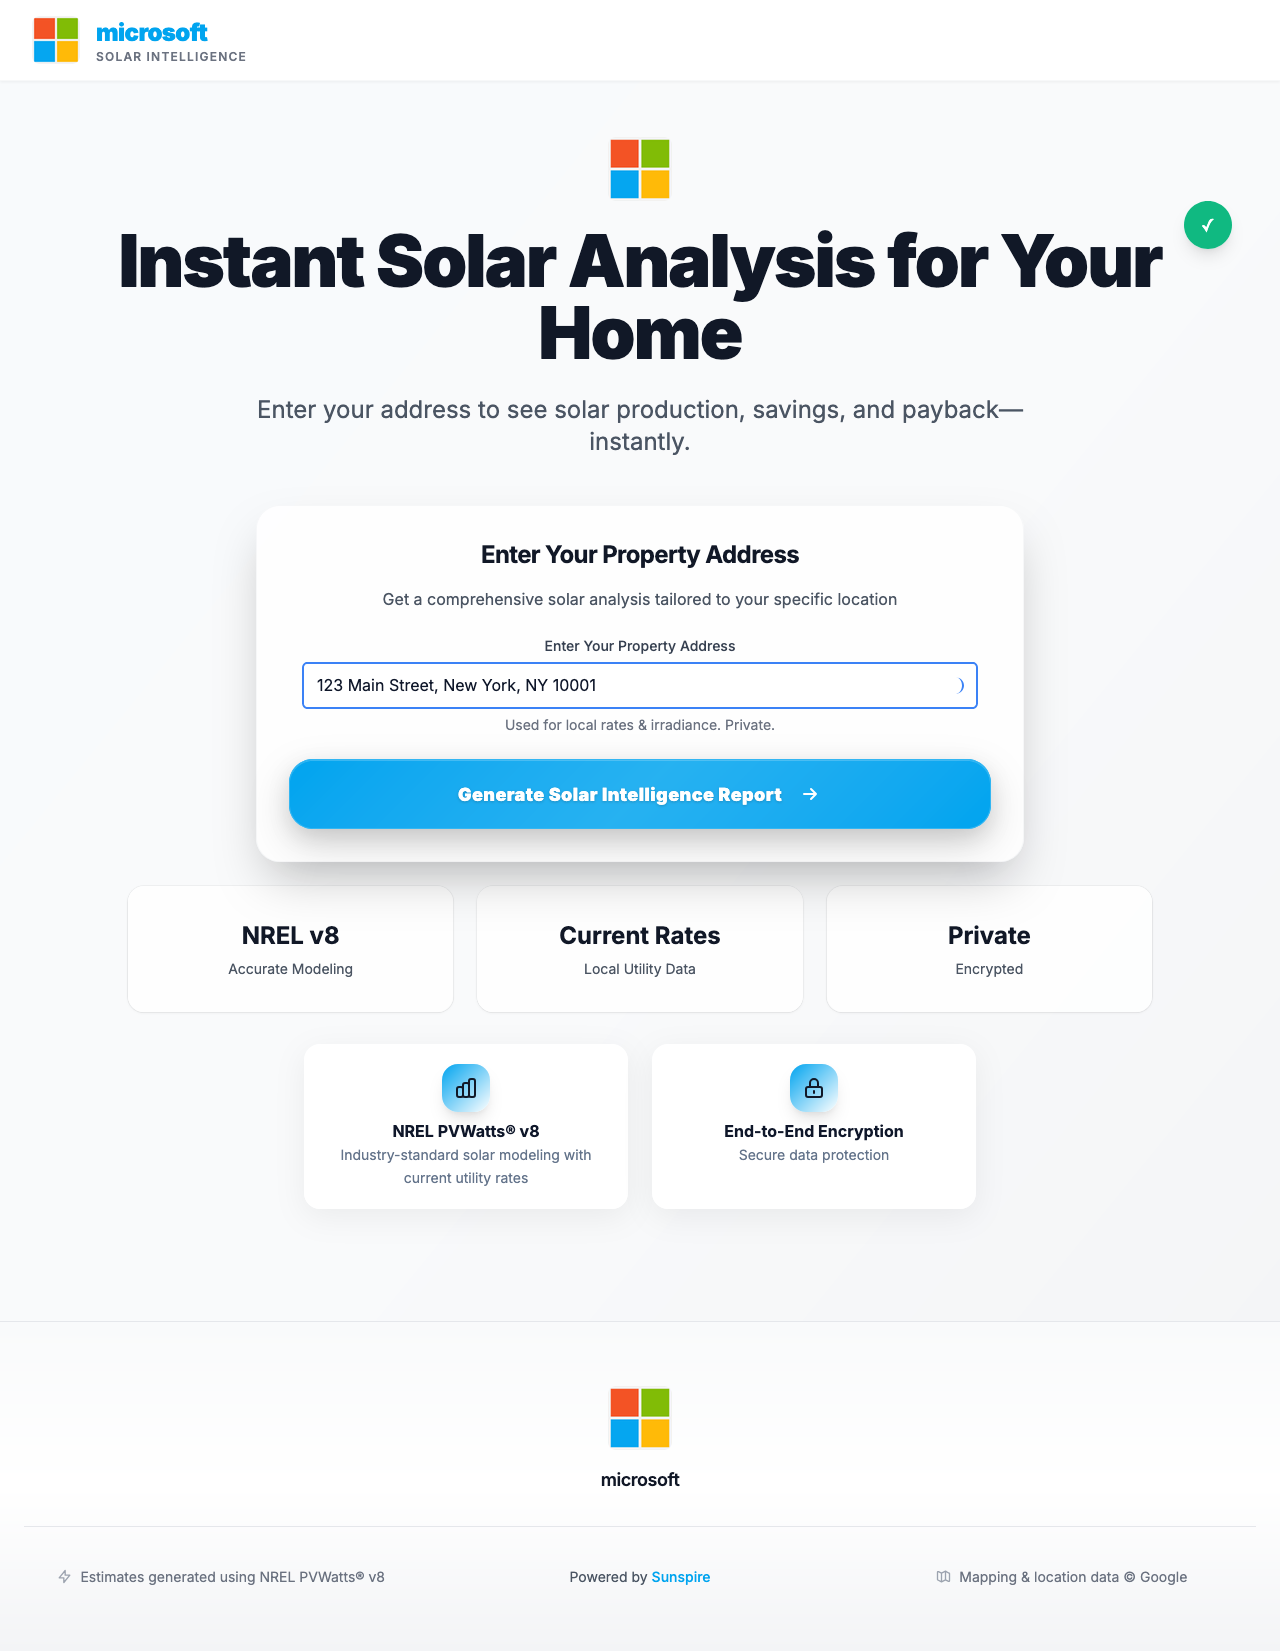 microsoft
SOLAR INTELLIGENCE
Instant Solar Analysis for Your
Home
Enter your address to see solar production, savings, and payback—
instantly.
Enter Your Property Address
Get a comprehensive solar analysis tailored to your specific location
Enter Your Property Address
123 Main Street, New York, NY 10001
Used for local rates & irradiance. Private.
Generate Solar Intelligence Report →
NREL v8
Accurate Modeling
Current Rates
Local Utility Data
Private
Encrypted
NREL PVWatts® v8
Industry-standard solar modeling with
current utility rates
End-to-End Encryption
Secure data protection
microsoft
Estimates generated using NREL PVWatts® v8
Powered by Sunspire
Mapping & location data © Google